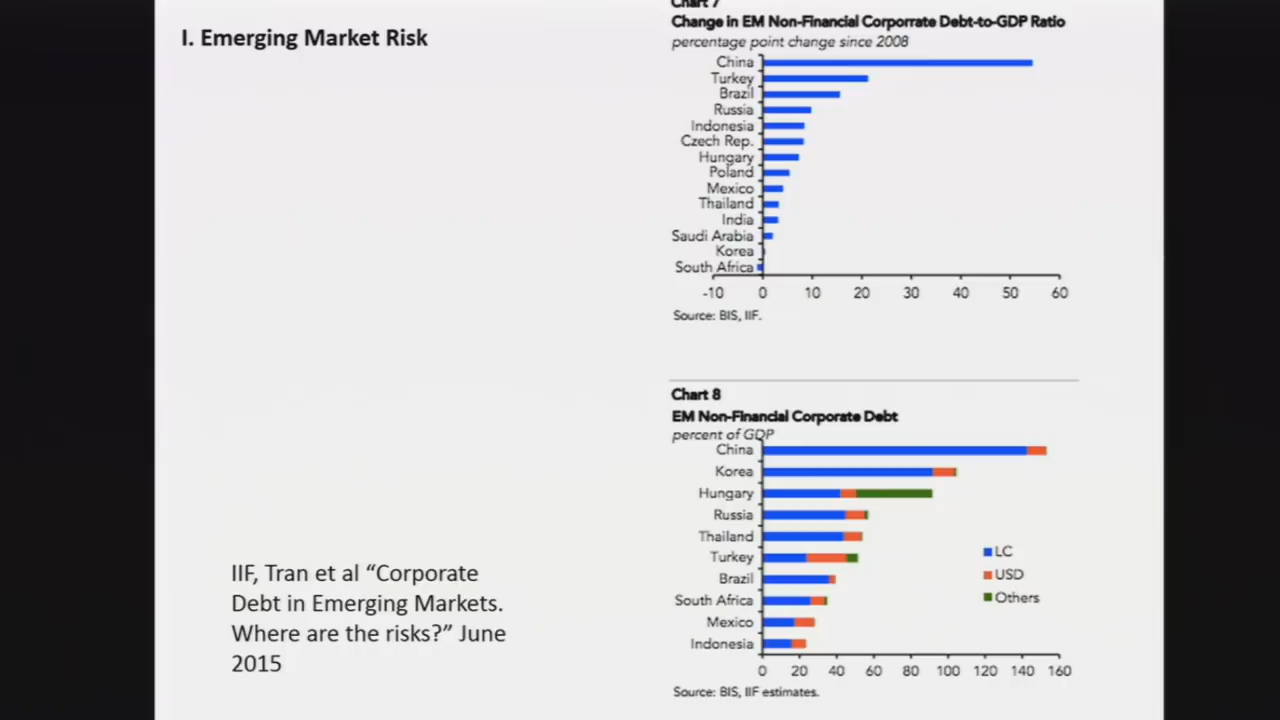 I. Emerging Market Risk
Chart 7
Change in EM Non-Financial Corporrate Debt-to-GDP Ratio
percentage point change since 2008
China
Turkey
Brazil
Russia
Indonesia
Czech Rep.
Hungary
Poland
Mexico
Thailand
India
Saudi Arabia
Korea
South Africa
-10 0 10 20 30 40 50 60
Source: BIS, IIF.
Chart 8
EM Non-Financial Corporate Debt
percent of GDP
China
Korea
Hungary
Russia
Thailand
Turkey
Brazil
South Africa
Mexico
Indonesia
LC
USD
Others
0 20 40 60 80 100 120 140 160
Source: BIS, IIF estimates.
IIF, Tran et al “Corporate
Debt in Emerging Markets.
Where are the risks?” June
2015